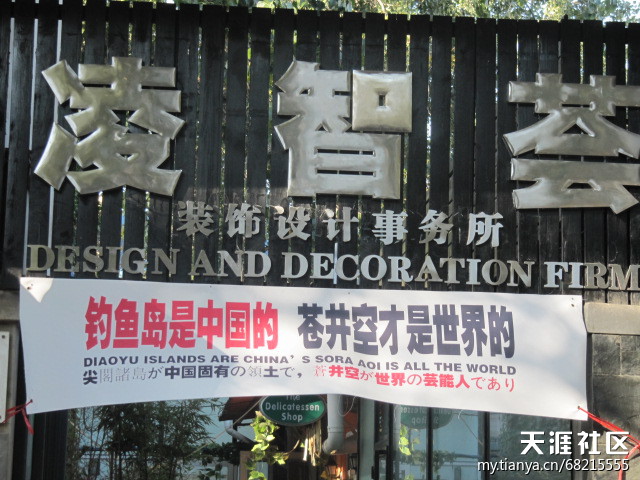 凌智荟
装饰设计事务所
DESIGN AND DECORATION FIRM
钓鱼岛是中国的 苍井空才是世界的
DIAOYU ISLANDS ARE CHINA'S SORA AOI IS ALL THE WORLD
尖閣諸島が中国固有の領土で，蒼井空が世界の芸能人であり
The
Delicatessen
Shop
天涯社区
my.tianya.cn/68215555